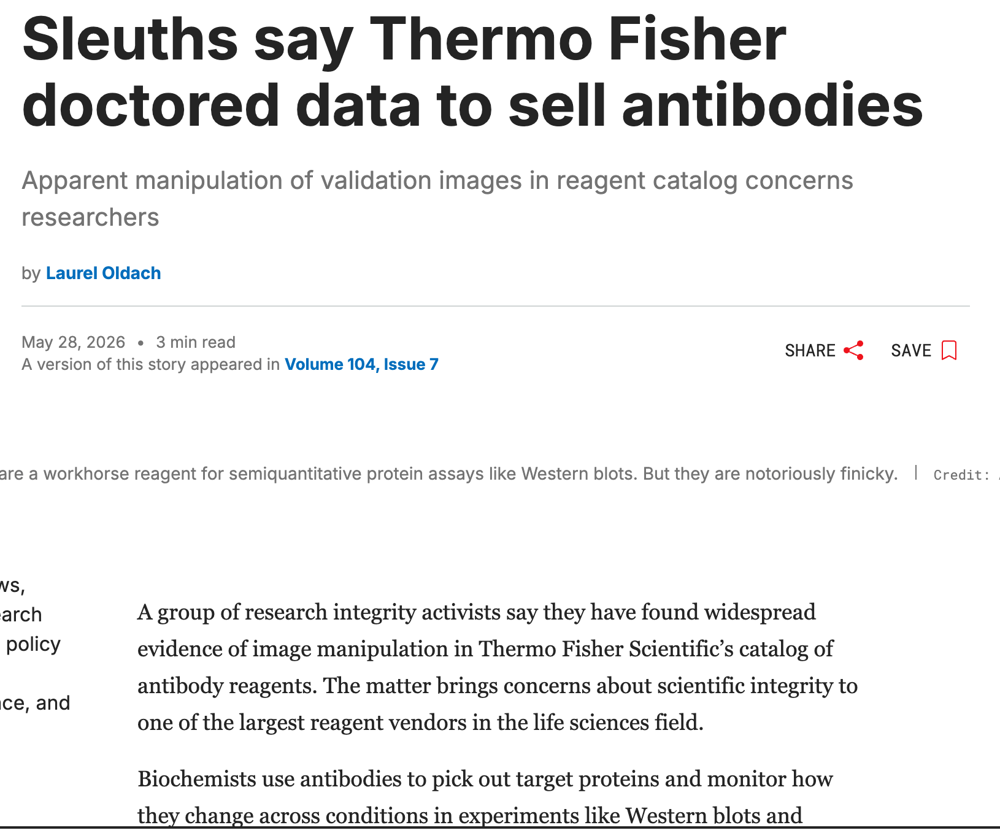 Sleuths say Thermo Fisher
doctored data to sell antibodies
Apparent manipulation of validation images in reagent catalog concerns
researchers
by Laurel Oldach
May 28, 2026 • 3 min read
A version of this story appeared in Volume 104, Issue 7
SHARE SAVE
are a workhorse reagent for semiquantitative protein assays like Western blots. But they are notoriously finicky. | Credit:
policy
and
A group of research integrity activists say they have found widespread
evidence of image manipulation in Thermo Fisher Scientific’s catalog of
antibody reagents. The matter brings concerns about scientific integrity to
one of the largest reagent vendors in the life sciences field.
Biochemists use antibodies to pick out target proteins and monitor how
they change across conditions in experiments like Western blots and